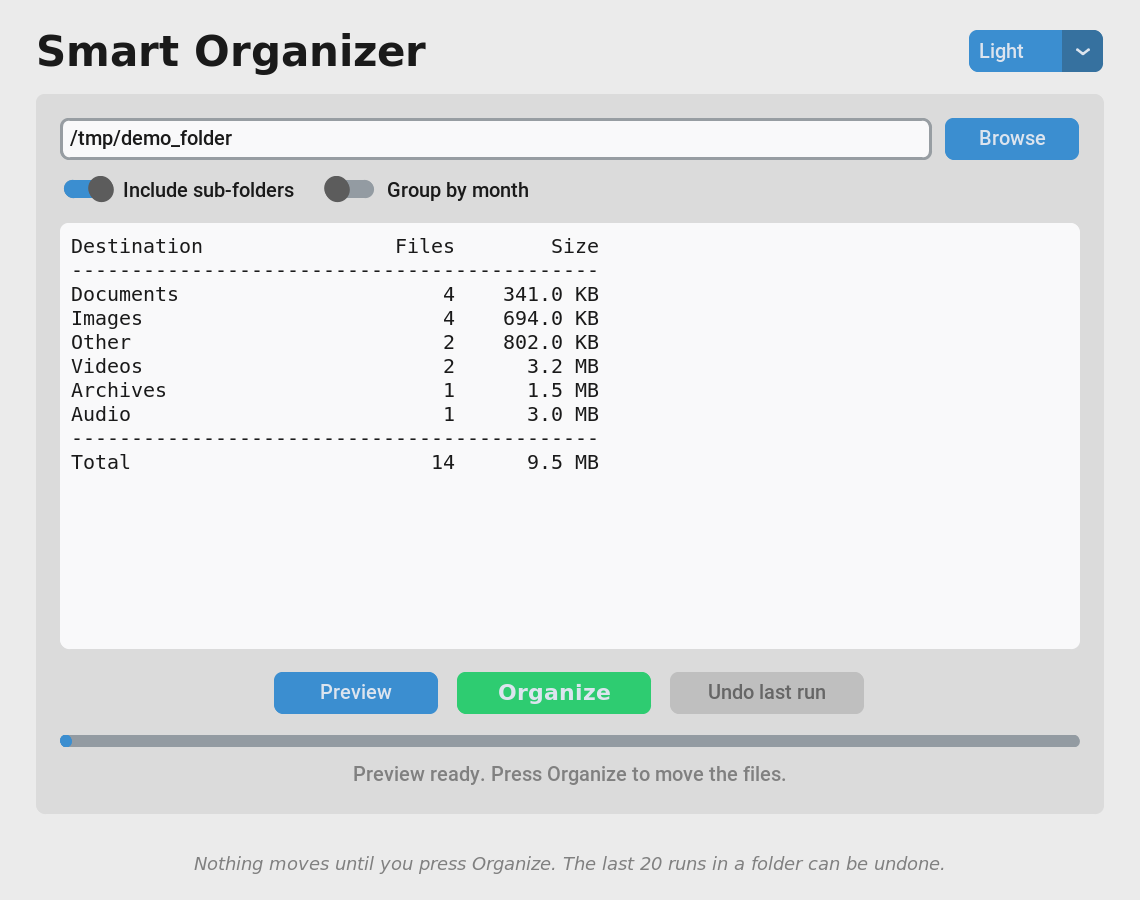 Smart Organizer
Light
/tmp/demo_folder
Browse
Include sub-folders
Group by month
Destination Files Size
--------------------------------------------
Documents 4 341.0 KB
Images 4 694.0 KB
Other 2 802.0 KB
Videos 2 3.2 MB
Archives 1 1.5 MB
Audio 1 3.0 MB
--------------------------------------------
Total 14 9.5 MB
Preview
Organize
Undo last run
Preview ready. Press Organize to move the files.
Nothing moves until you press Organize. The last 20 runs in a folder can be undone.